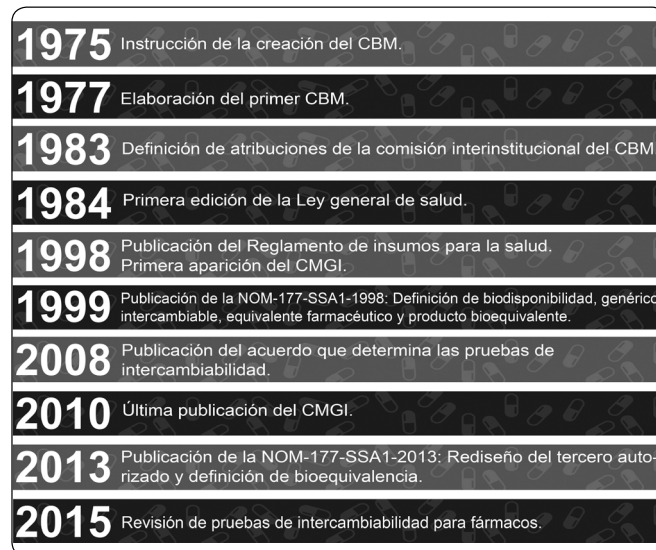 1975 Instrucción de la creación del CBM.
1977 Elaboración del primer CBM.
1983 Definición de atribuciones de la comisión interinstitucional del CBM
1984 Primera edición de la Ley general de salud.
1998 Publicación del Reglamento de insumos para la salud.
Primera aparición del CMGI.
1999 Publicación de la NOM-177-SSA1-1998: Definición de biodisponibilidad, genérico
intercambiable, equivalente farmacéutico y producto bioequivalente.
2008 Publicación del acuerdo que determina las pruebas de
intercambiabilidad.
2010 Última publicación del CMGI.
2013 Publicación de la NOM-177-SSA1-2013: Rediseño del tercero auto-
rizado y definición de bioequivalencia.
2015 Revisión de pruebas de intercambiabilidad para fármacos.